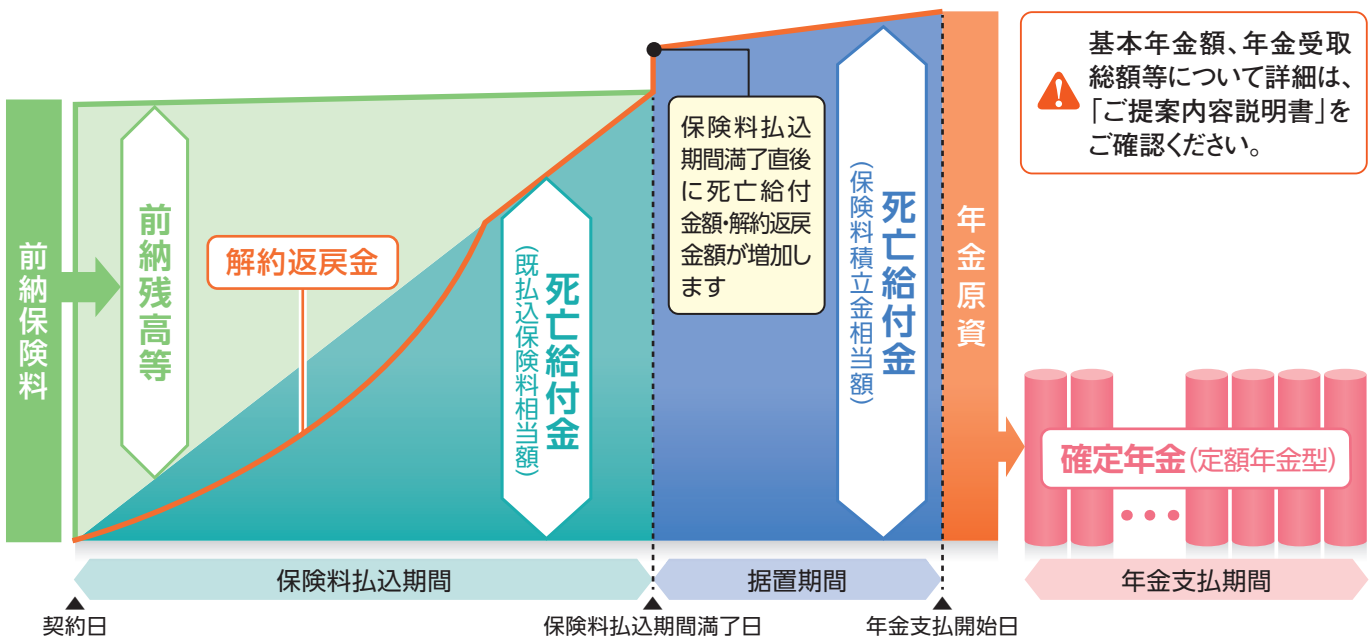 前納保険料
前納残高等
解約返戻金
死亡給付金
(既払込保険料相当額)
保険料払込
期間満了直後
に死亡給付
金額・解約返戻
金額が増加し
ます
死亡給付金
(保険料積立金相当額)
年金原資
基本年金額、年金受取
総額等について詳細は、
「ご提案内容説明書」を
ご確認ください。
確定年金(定額年金型)
保険料払込期間
据置期間
年金支払期間
契約日
保険料払込期間満了日
年金支払開始日